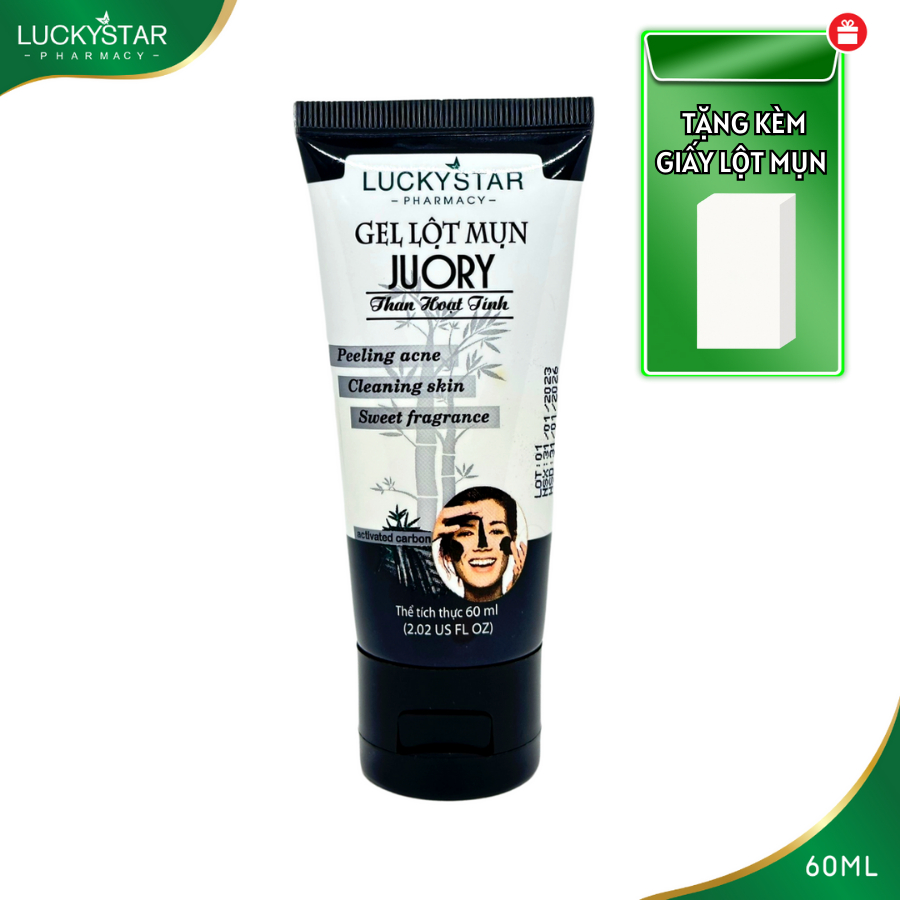 LUCKYSTAR
- PHARMACY -
TẶNG KÈM
GIẤY LỘT MỤN
LUCKYSTAR
- PHARMACY -
GEL LỘT MỤN
JUORY
Than Hoạt Tính
Peeling acne
Cleaning skin
Sweet fragrance
LOT: 01
NSX: 31/01/2023
HSD: 31/01/2026
activated carbon
Thể tích thực 60 ml
(2.02 US FL OZ)
60ML